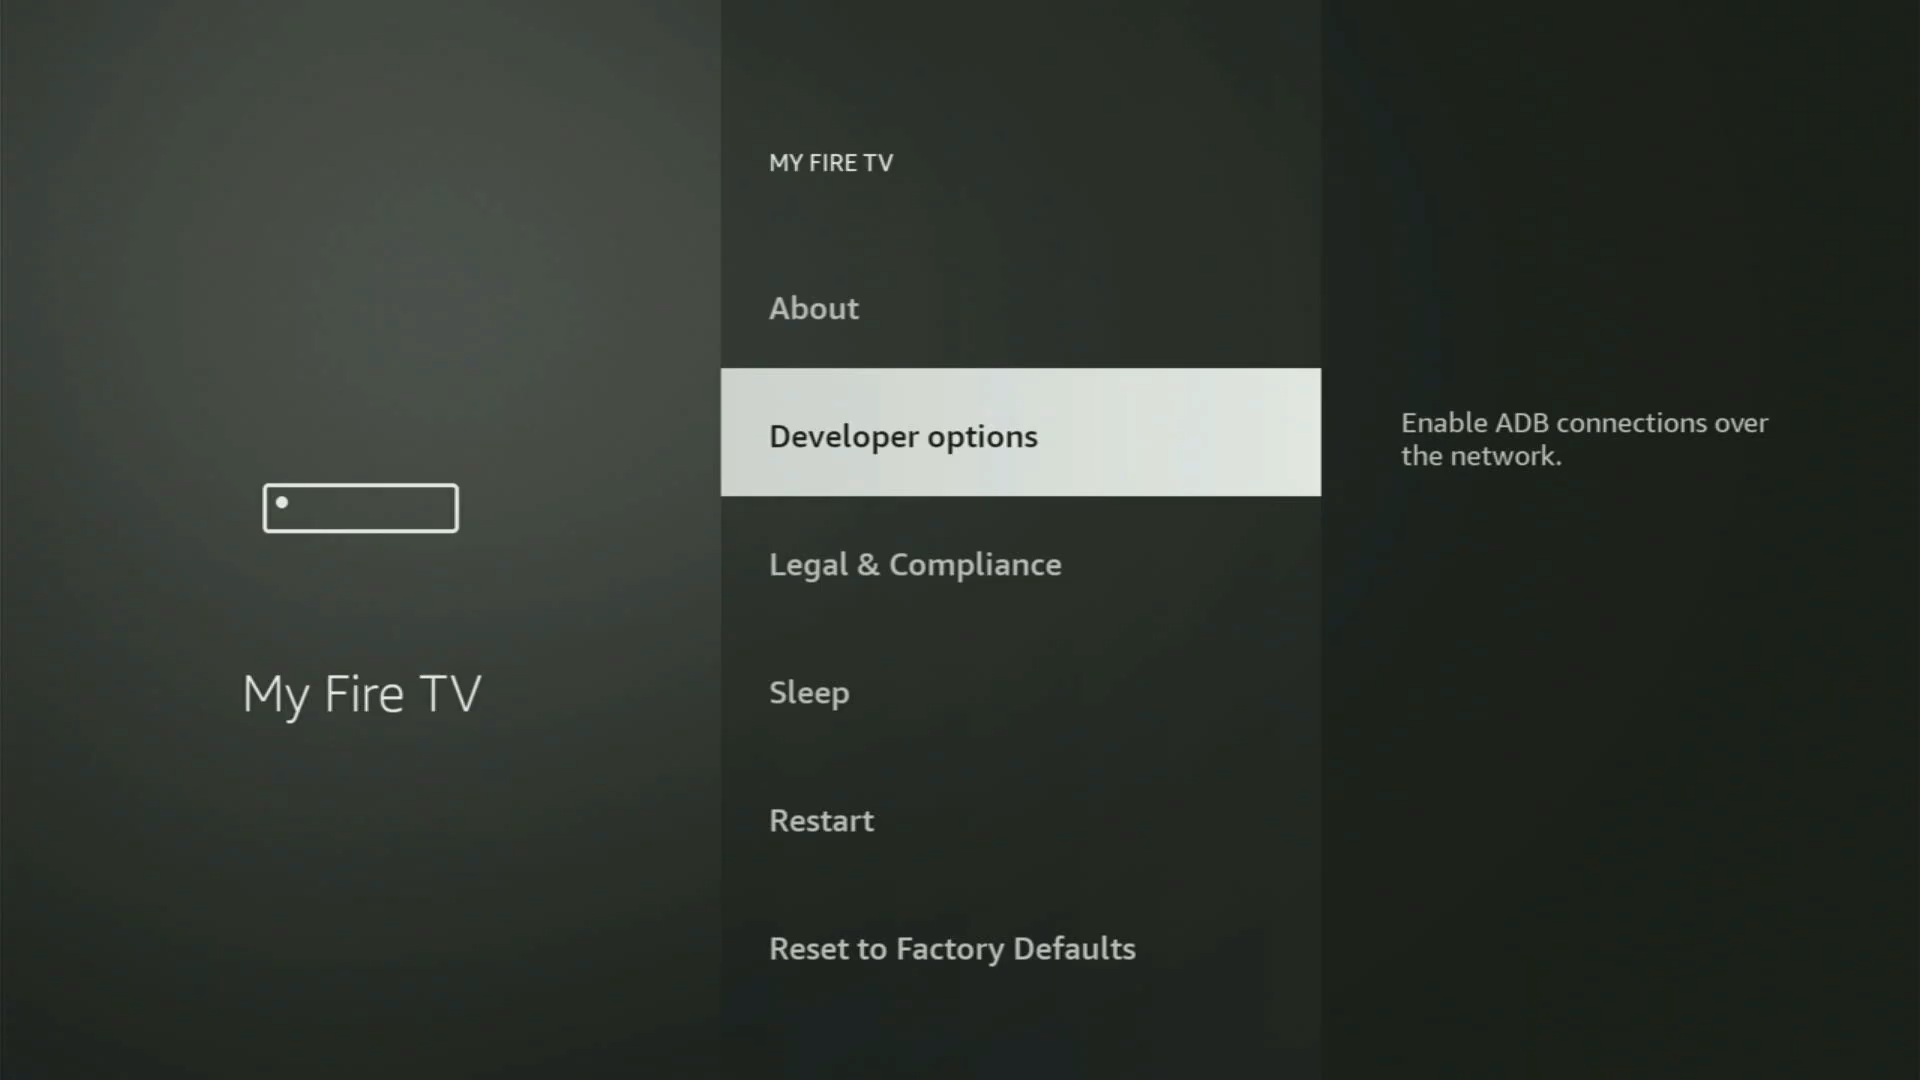 MY FIRE TV
About
Developer options
Enable ADB connections over
the network.
Legal & Compliance
Sleep
My Fire TV
Restart
Reset to Factory Defaults